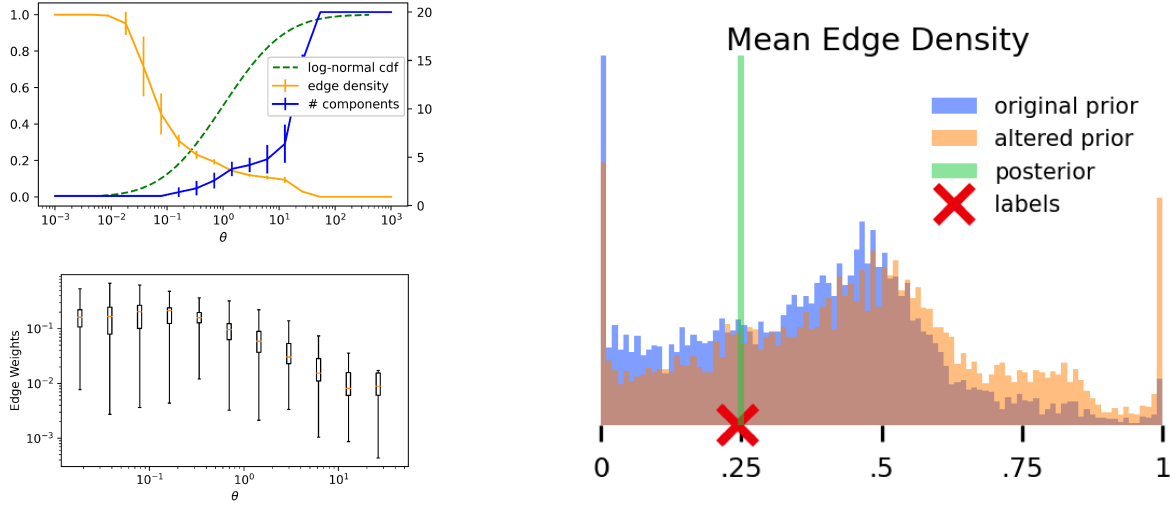 1.0
0.8
0.6
0.4
0.2
0.0
20
15
10
5
0
log-normal cdf
edge density
# components
10⁻³ 10⁻² 10⁻¹ 10⁰ 10¹ 10² 10³
θ
Edge Weights
10⁻¹
10⁻²
10⁻³
10⁻¹ 10⁰ 10¹
θ
Mean Edge Density
original prior
altered prior
posterior
labels
0 .25 .5 .75 1